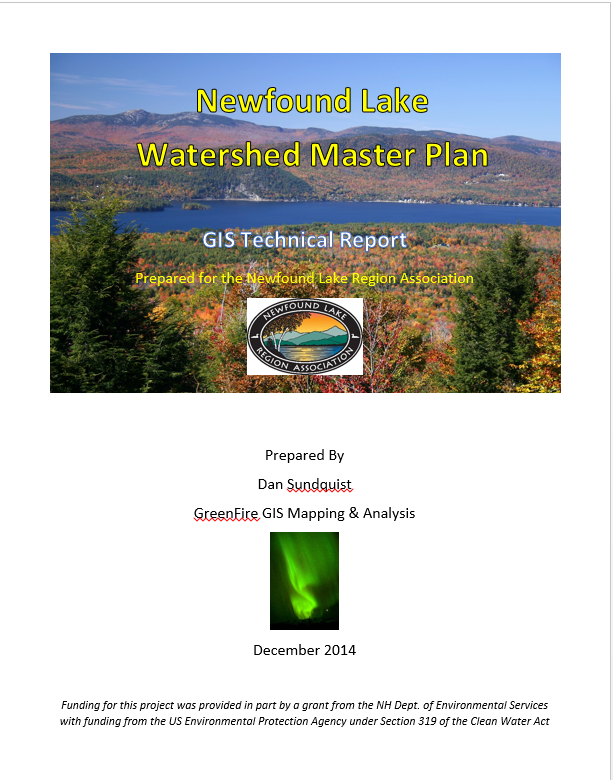 Newfound Lake
Watershed Master Plan
GIS Technical Report
Prepared for the Newfound Lake Region Association
NEWFOUND LAKE
REGION ASSOCIATION
Prepared By
Dan Sundquist
GreenFire GIS Mapping & Analysis
December 2014
Funding for this project was provided in part by a grant from the NH Dept. of Environmental Services
with funding from the US Environmental Protection Agency under Section 319 of the Clean Water Act